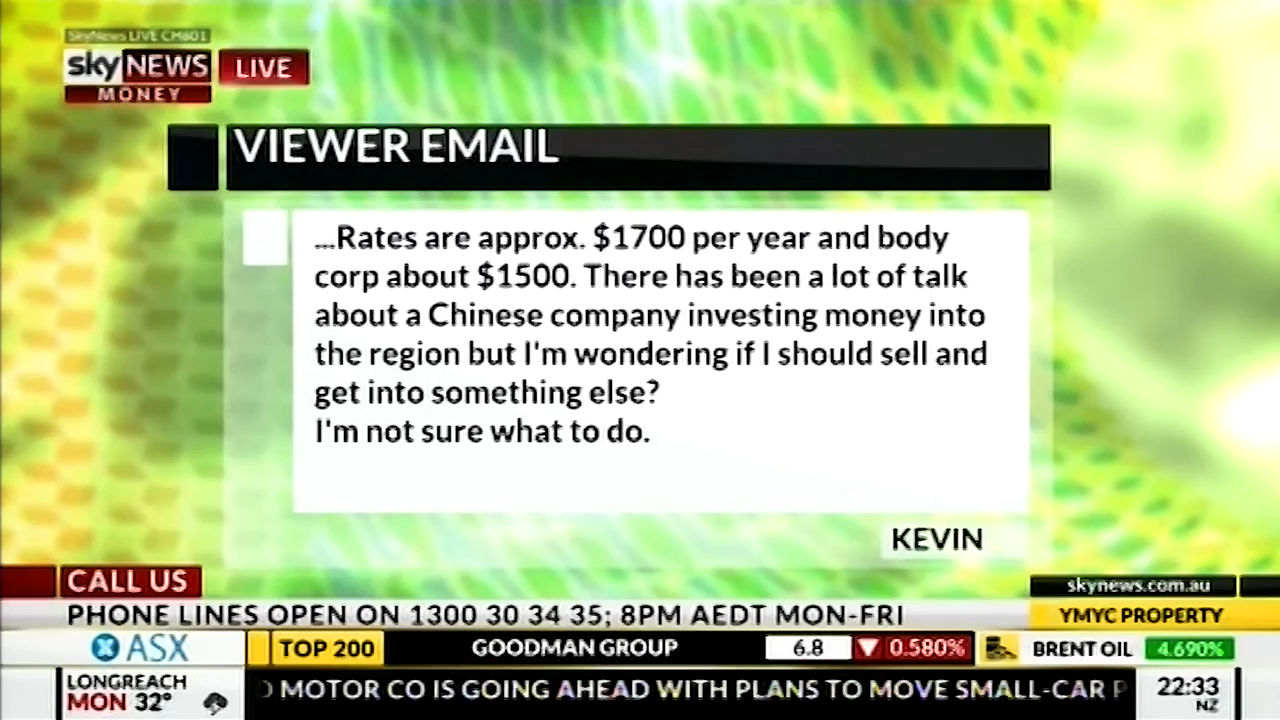 SkyNews LIVE CH601
sky NEWS LIVE
MONEY
VIEWER EMAIL
...Rates are approx. $1700 per year and body
corp about $1500. There has been a lot of talk
about a Chinese company investing money into
the region but I'm wondering if I should sell and
get into something else?
I'm not sure what to do.
KEVIN
CALL US
skynews.com.au
PHONE LINES OPEN ON 1300 30 34 35; 8PM AEDT MON-FRI
YMYC PROPERTY
ASX TOP 200 GOODMAN GROUP 6.8 0.580% BRENT OIL 4.690%
LONGREACH
MON 32°
MOTOR CO IS GOING AHEAD WITH PLANS TO MOVE SMALL-CAR
22:33
NZ